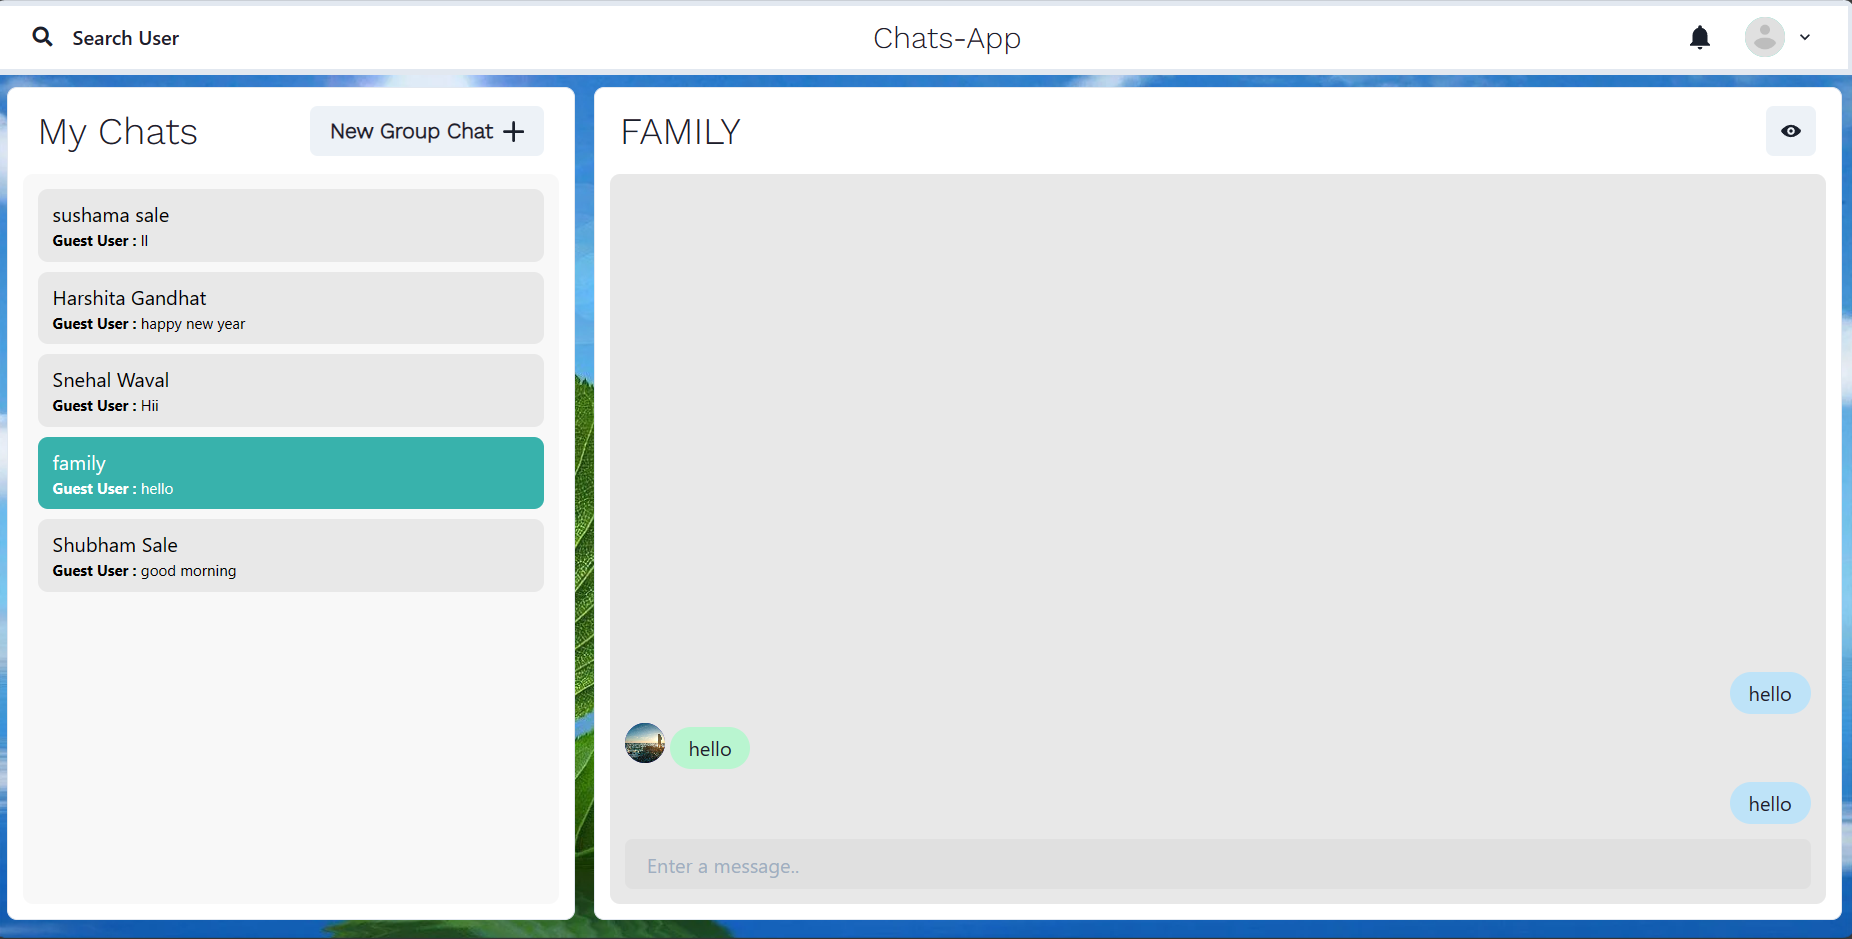 Search User
Chats-App
My Chats
New Group Chat
sushama sale
Guest User : ll
Harshita Gandhat
Guest User : happy new year
Snehal Waval
Guest User : Hii
family
Guest User : hello
Shubham Sale
Guest User : good morning
FAMILY
hello
hello
hello
Enter a message..